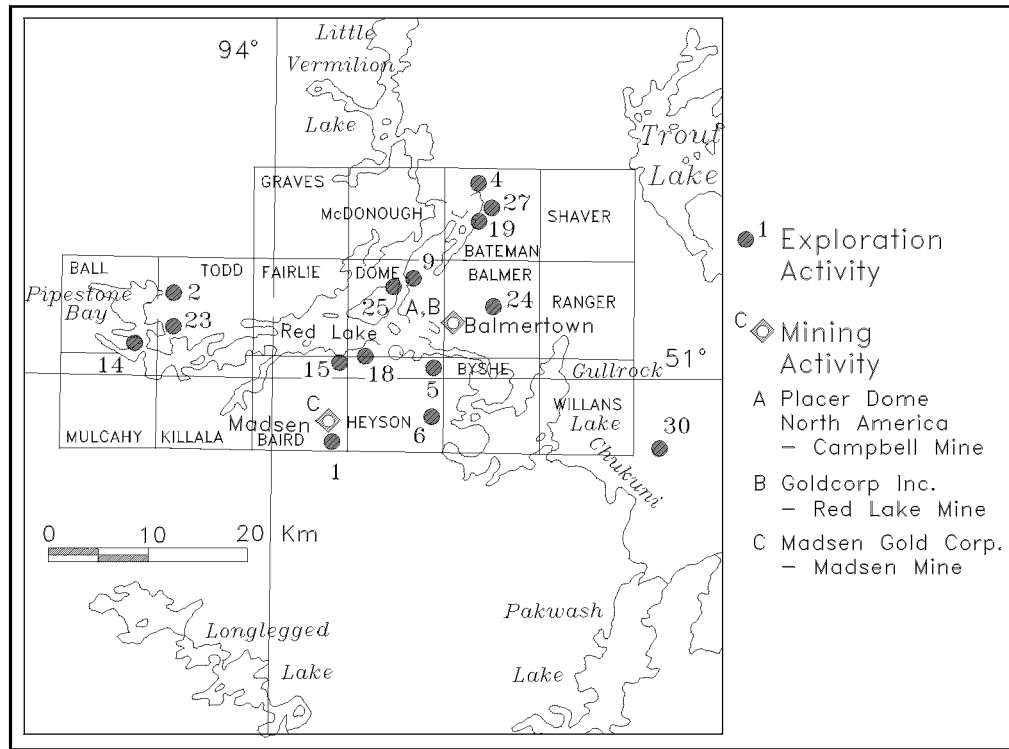 94°
Little
Vermilion
Lake
Trout
Lake
GRAVES
4
27
McDONOUGH
19
SHAVER
BATEMAN
BALL
TODD
FAIRLIE
DOME
9
BALMER
Pipestone
Bay
2
25
A,B
24
RANGER
23
Red Lake
Balmertown
14
15
18
5
BYSHE
Gullrock
51°
C
Madsen
HEYSON
6
WILLANS
Lake
30
MULCAHY
KILLALA
BAIRD
1
Chukuni
0
10
20 Km
Longlegged
Lake
Pakwash
Lake
1 Exploration
Activity
C Mining
Activity
A Placer Dome
North America
– Campbell Mine
B Goldcorp Inc.
– Red Lake Mine
C Madsen Gold Corp.
– Madsen Mine